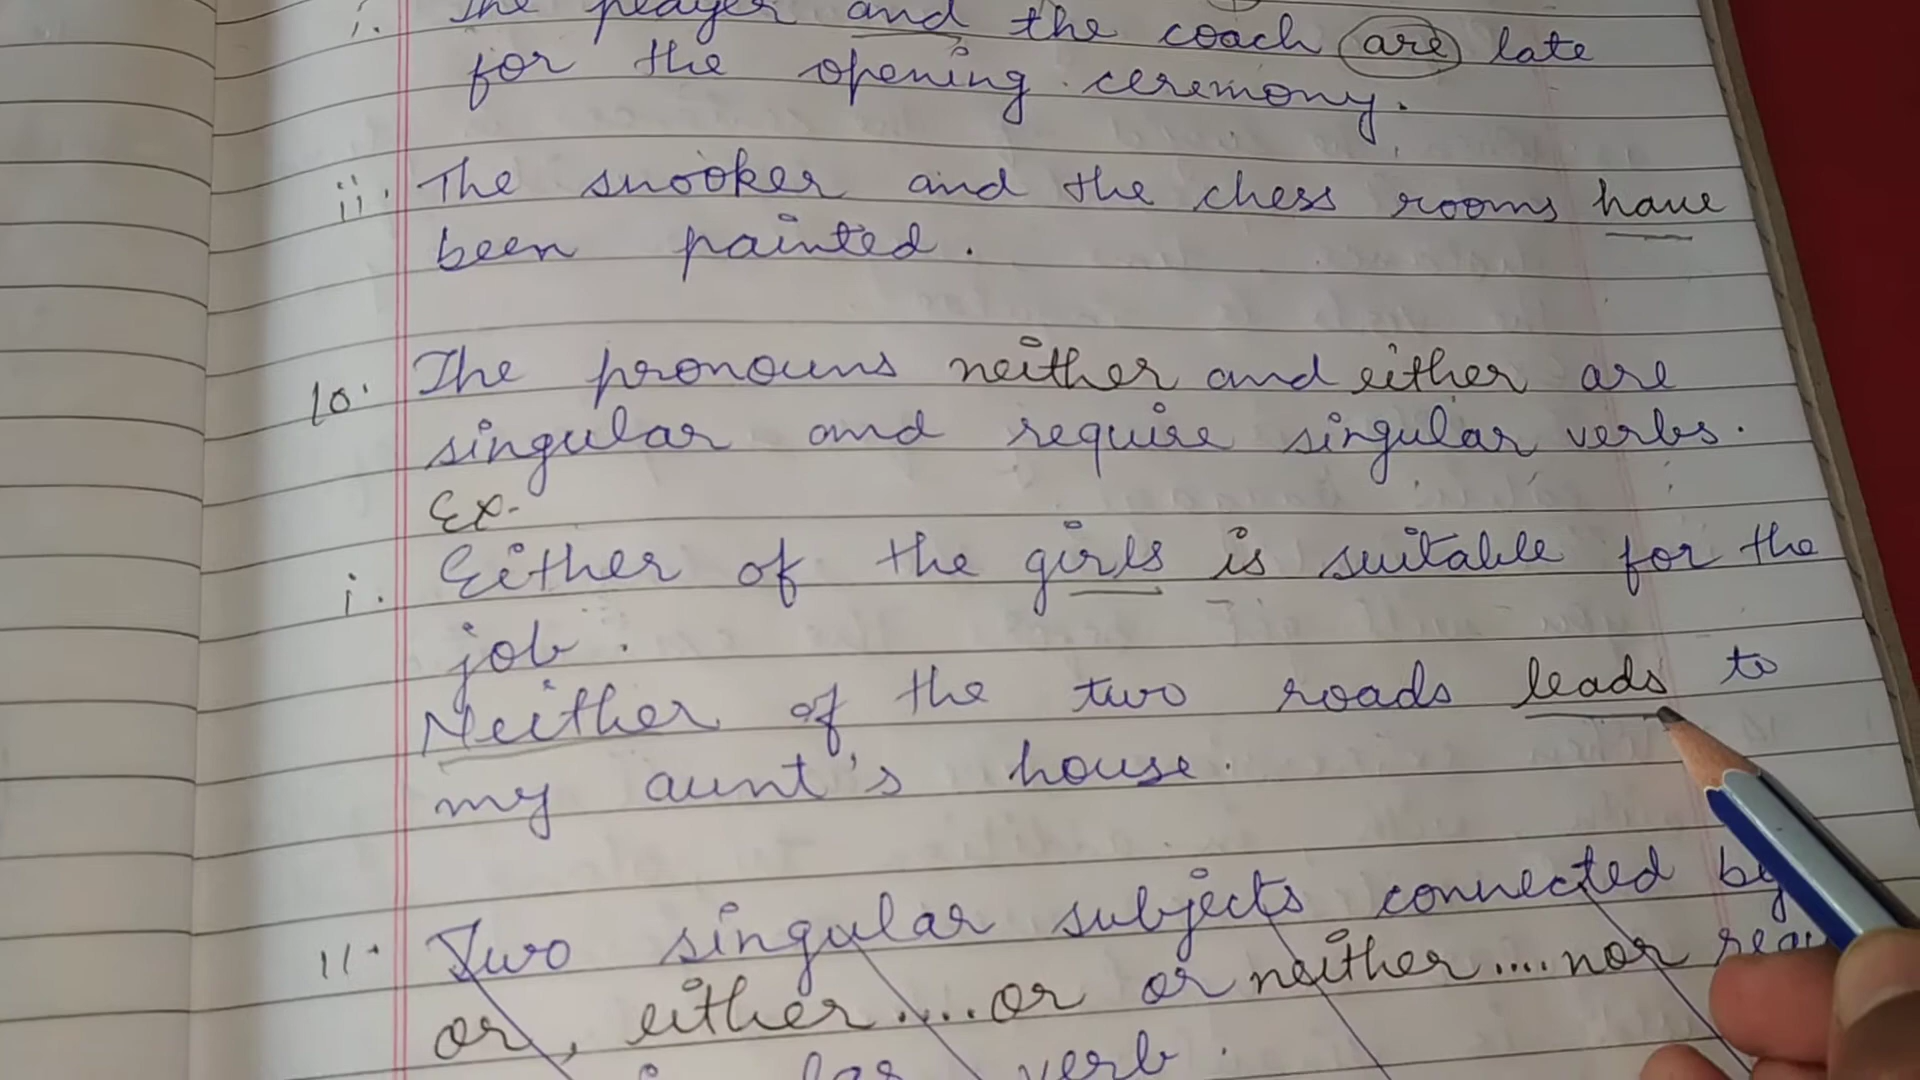 i. The player and the coach are late
for the opening ceremony.
ii. The snooker and the chess rooms have
been painted.
10. The pronouns neither and either are
singular and require singular verbs.
Ex.
i. Either of the girls is suitable for the
job.
Neither of the two roads leads to
my aunt's house.
11. Two singular subjects connected by
or, either....or or neither....nor
verb.